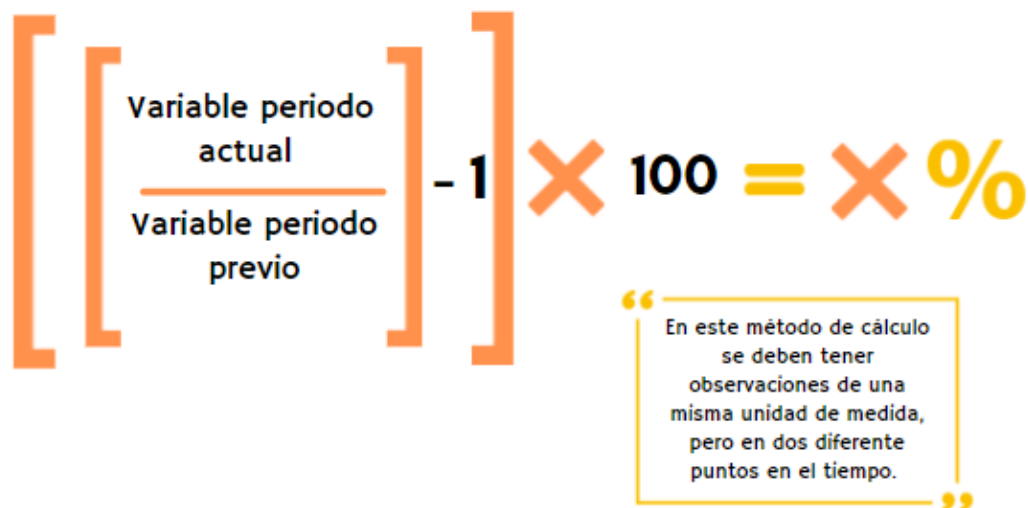 Variable periodo
actual
Variable periodo
previo
- 1 × 100 = × %
“
En este método de cálculo
se deben tener
observaciones de una
misma unidad de medida,
pero en dos diferente
puntos en el tiempo.
”